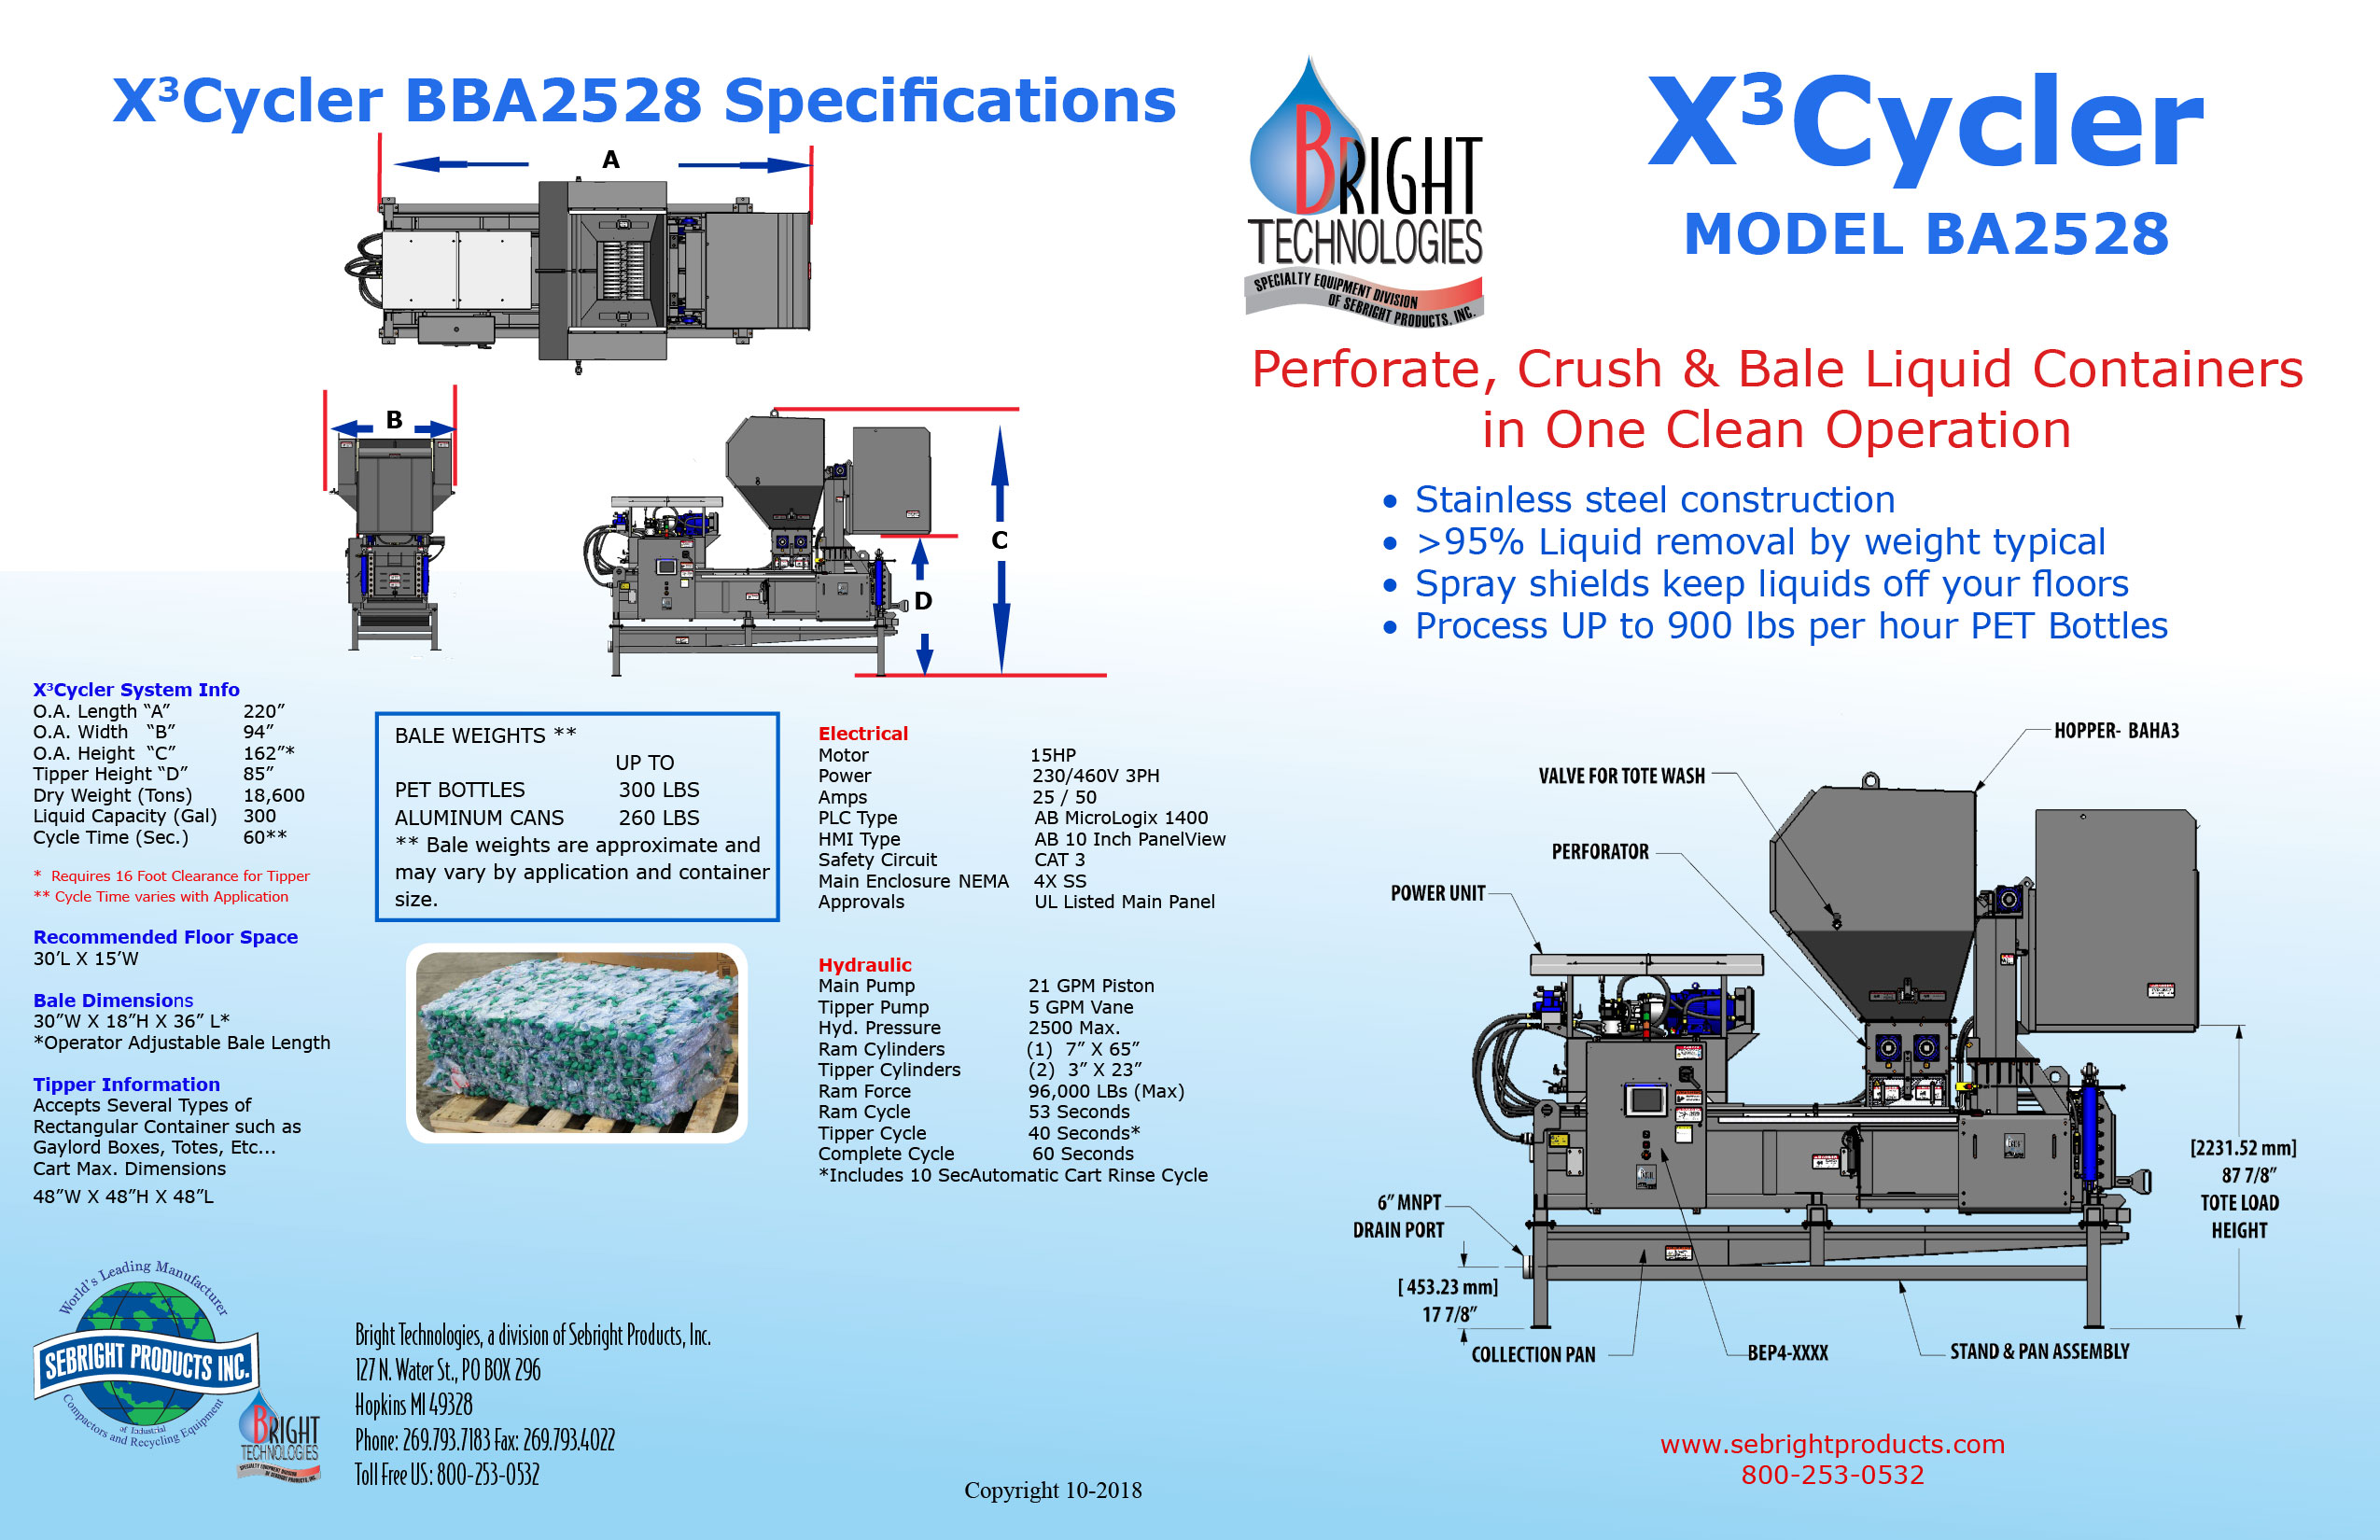 X³Cycler BBA2528 Specifications
A
B
C
D
X³Cycler System Info
O.A. Length “A” 220”
O.A. Width “B” 94”
O.A. Height “C” 162”*
Tipper Height “D” 85”
Dry Weight (Tons) 18,600
Liquid Capacity (Gal) 300
Cycle Time (Sec.) 60**
* Requires 16 Foot Clearance for Tipper
** Cycle Time varies with Application
Recommended Floor Space
30’L X 15’W
Bale Dimensions
30”W X 18”H X 36” L*
*Operator Adjustable Bale Length
Tipper Information
Accepts Several Types of
Rectangular Container such as
Gaylord Boxes, Totes, Etc...
Cart Max. Dimensions
48”W X 48”H X 48”L
BALE WEIGHTS **
UP TO
PET BOTTLES 300 LBS
ALUMINUM CANS 260 LBS
** Bale weights are approximate and
may vary by application and container
size.
Electrical
Motor 15HP
Power 230/460V 3PH
Amps 25 / 50
PLC Type AB MicroLogix 1400
HMI Type AB 10 Inch PanelView
Safety Circuit CAT 3
Main Enclosure NEMA 4X SS
Approvals UL Listed Main Panel
Hydraulic
Main Pump 21 GPM Piston
Tipper Pump 5 GPM Vane
Hyd. Pressure 2500 Max.
Ram Cylinders (1) 7” X 65”
Tipper Cylinders (2) 3” X 23”
Ram Force 96,000 LBs (Max)
Ram Cycle 53 Seconds
Tipper Cycle 40 Seconds*
Complete Cycle 60 Seconds
*Includes 10 SecAutomatic Cart Rinse Cycle
World's Leading Manufacturer
SEBRIGHT PRODUCTS INC.
of Industrial
Compactors and Recycling Equipment
BRIGHT
TECHNOLOGIES
SPECIALTY EQUIPMENT DIVISION
OF SEBRIGHT PRODUCTS, INC.
Bright Technologies, a division of Sebright Products, Inc.
127 N. Water St., PO BOX 296
Hopkins MI 49328
Phone: 269.793.7183 Fax: 269.793.4022
Toll Free US: 800-253-0532
Copyright 10-2018
BRIGHT
TECHNOLOGIES
SPECIALTY EQUIPMENT DIVISION
OF SEBRIGHT PRODUCTS, INC.
X³Cycler
MODEL BA2528
Perforate, Crush & Bale Liquid Containers
in One Clean Operation
• Stainless steel construction
• >95% Liquid removal by weight typical
• Spray shields keep liquids off your floors
• Process UP to 900 lbs per hour PET Bottles
HOPPER- BAHA3
VALVE FOR TOTE WASH
PERFORATOR
POWER UNIT
[2231.52 mm]
87 7/8”
TOTE LOAD
HEIGHT
6” MNPT
DRAIN PORT
[ 453.23 mm]
17 7/8”
COLLECTION PAN
BEP4-XXXX
STAND & PAN ASSEMBLY
www.sebrightproducts.com
800-253-0532